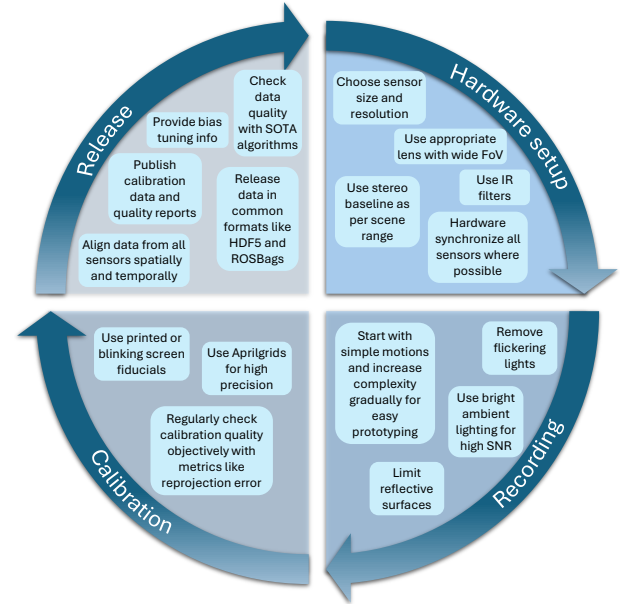 Release
Check
data
quality
with SOTA
algorithms
Provide bias
tuning info
Publish
calibration
data and
quality reports
Release
data in
common
formats like
HDF5 and
ROSBags
Align data from all
sensors spatially
and temporally
Hardware setup
Choose sensor
size and
resolution
Use appropriate
lens with wide FoV
Use IR
filters
Use stereo
baseline as
per scene
range
Hardware
synchronize all
sensors where
possible
Recording
Start with
simple motions
and increase
complexity
gradually for
easy
prototyping
Remove
flickering
lights
Use bright
ambient
lighting for
high SNR
Limit
reflective
surfaces
Calibration
Use printed or
blinking screen
fiducials
Use Aprilgrids
for high
precision
Regularly check
calibration quality
objectively with
metrics like
reprojection error